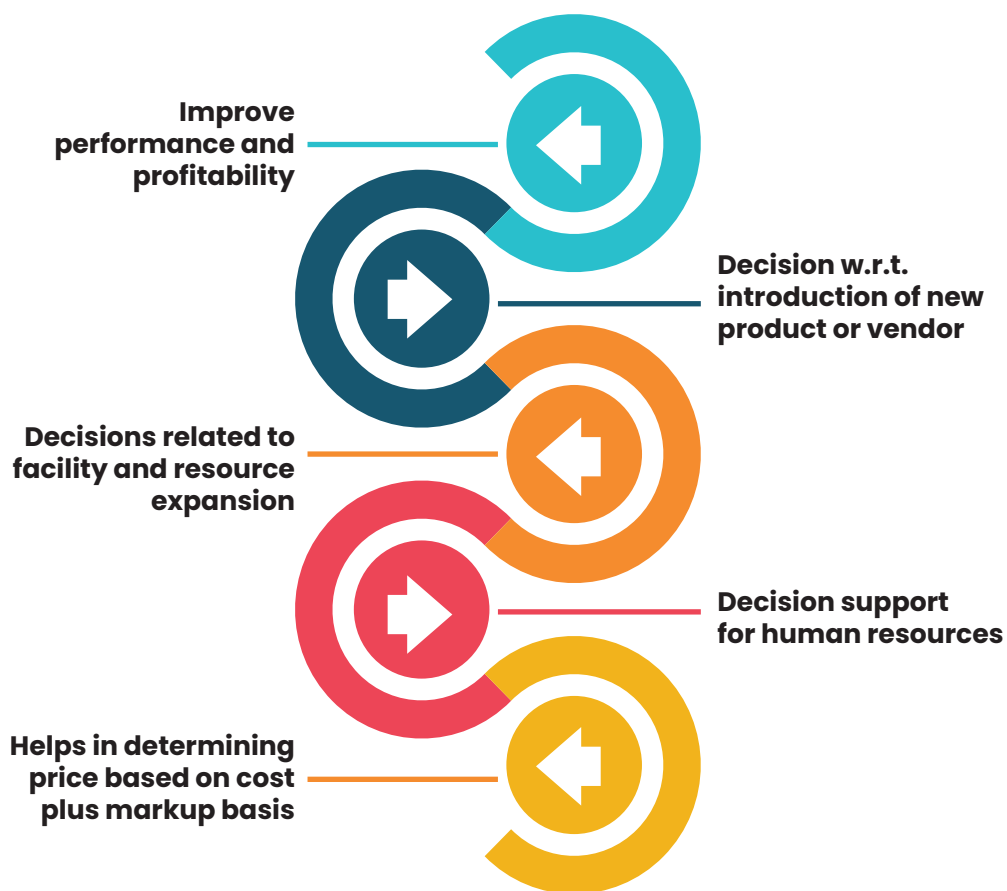 Improve
performance and
profitability
Decision w.r.t.
introduction of new
product or vendor
Decisions related to
facility and resource
expansion
Decision support
for human resources
Helps in determining
price based on cost
plus markup basis